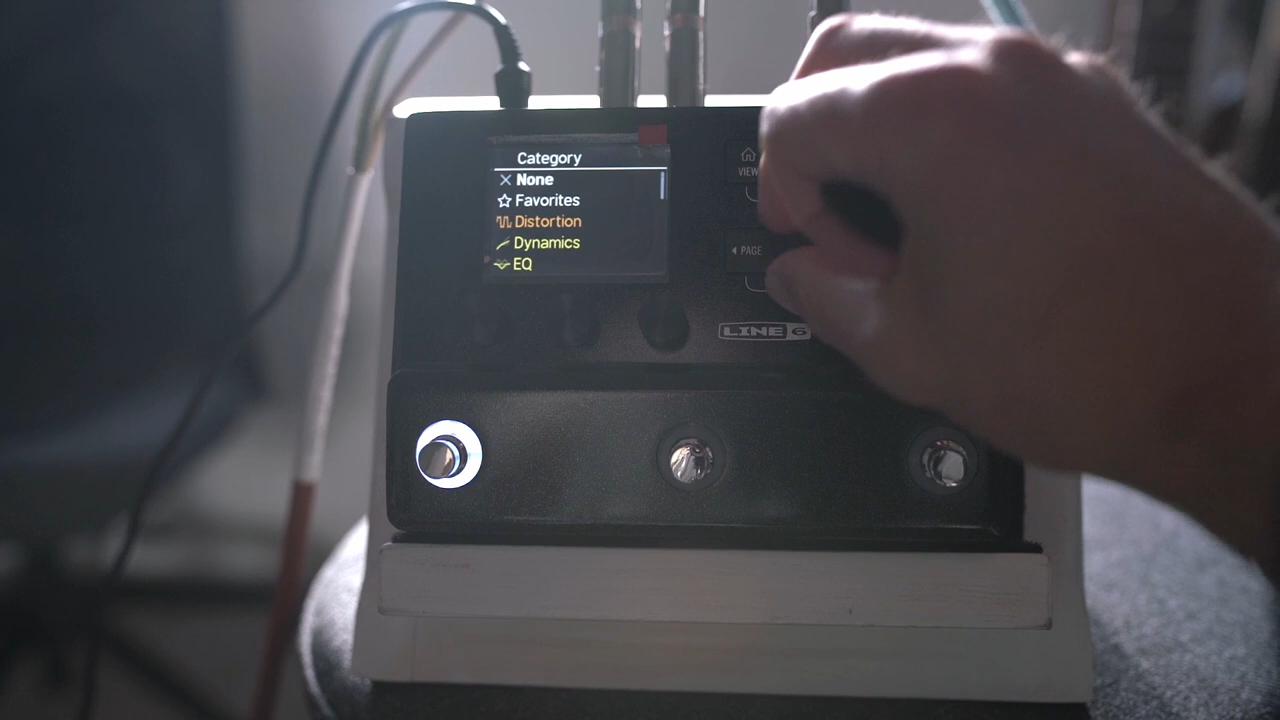 Category
None
Favorites
Distortion
Dynamics
EQ
VIEW
PAGE
LINE 6